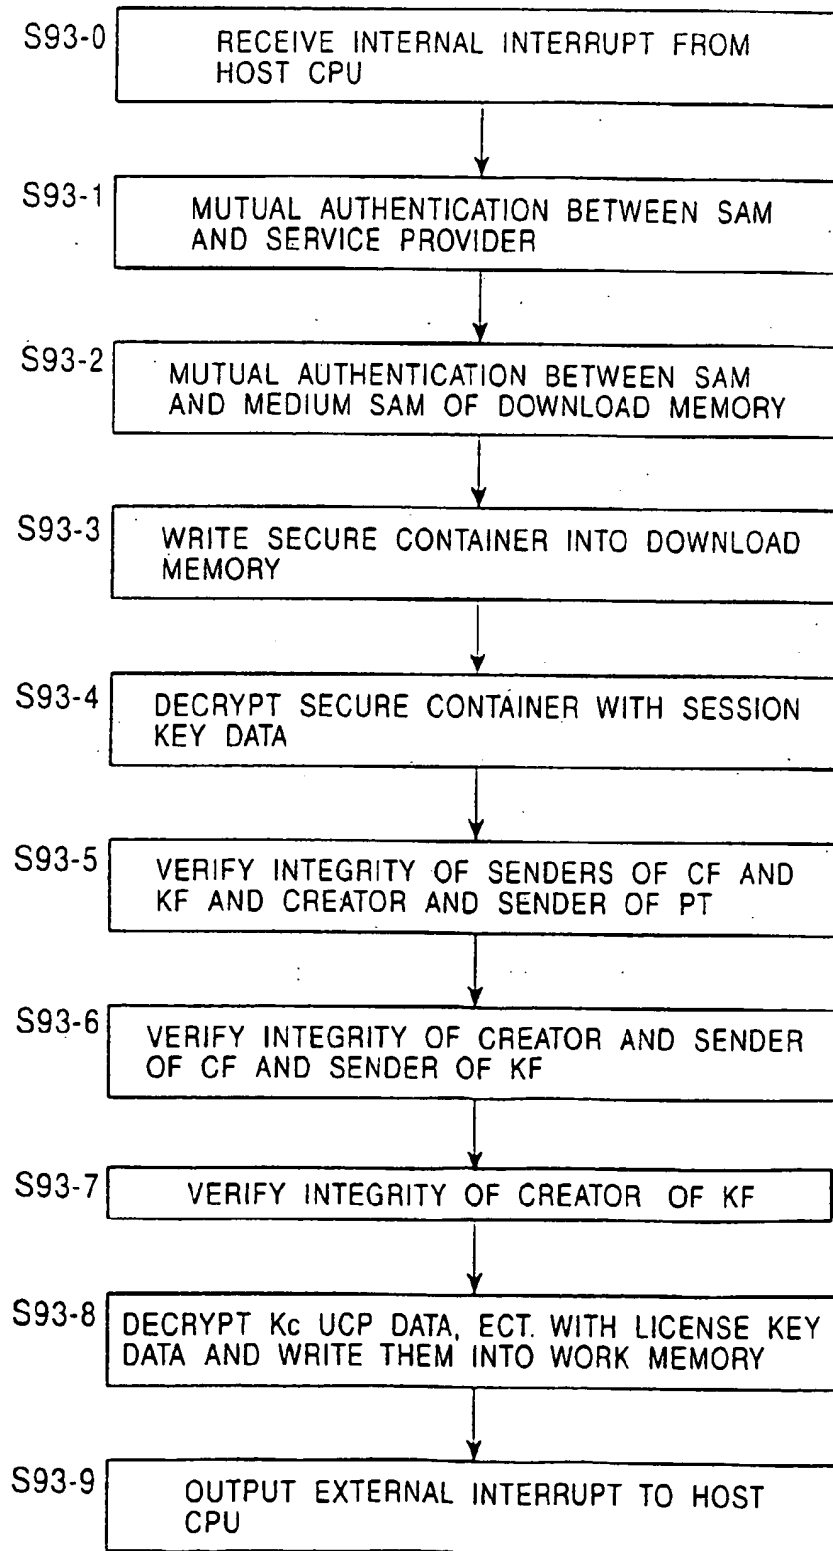 S93-0
RECEIVE INTERNAL INTERRUPT FROM
HOST CPU
S93-1
MUTUAL AUTHENTICATION BETWEEN SAM
AND SERVICE PROVIDER
S93-2
MUTUAL AUTHENTICATION BETWEEN SAM
AND MEDIUM SAM OF DOWNLOAD MEMORY
S93-3
WRITE SECURE CONTAINER INTO DOWNLOAD
MEMORY
S93-4
DECRYPT SECURE CONTAINER WITH SESSION
KEY DATA
S93-5
VERIFY INTEGRITY OF SENDERS OF CF AND
KF AND CREATOR AND SENDER OF PT
S93-6
VERIFY INTEGRITY OF CREATOR AND SENDER
OF CF AND SENDER OF KF
S93-7
VERIFY INTEGRITY OF CREATOR OF KF
S93-8
DECRYPT Kc UCP DATA, ECT. WITH LICENSE KEY
DATA AND WRITE THEM INTO WORK MEMORY
S93-9
OUTPUT EXTERNAL INTERRUPT TO HOST
CPU